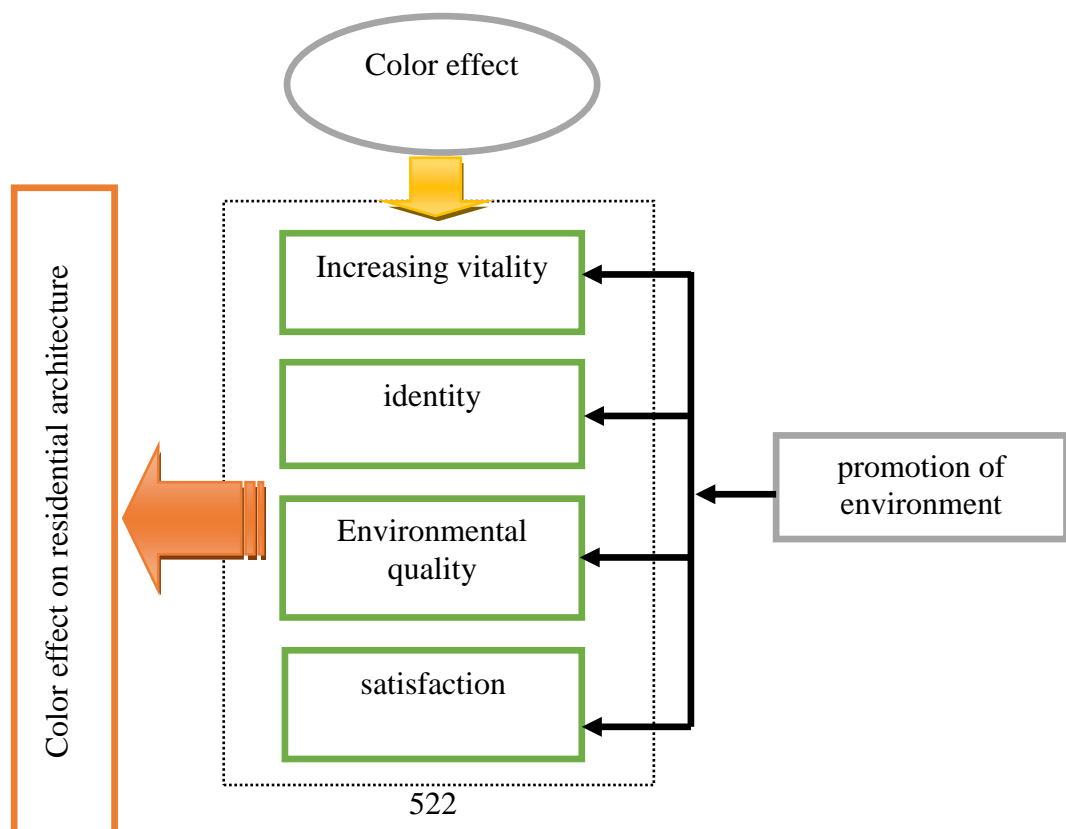 Color effect
Increasing vitality
identity
Environmental
quality
satisfaction
promotion of
environment
Color effect on residential architecture
522